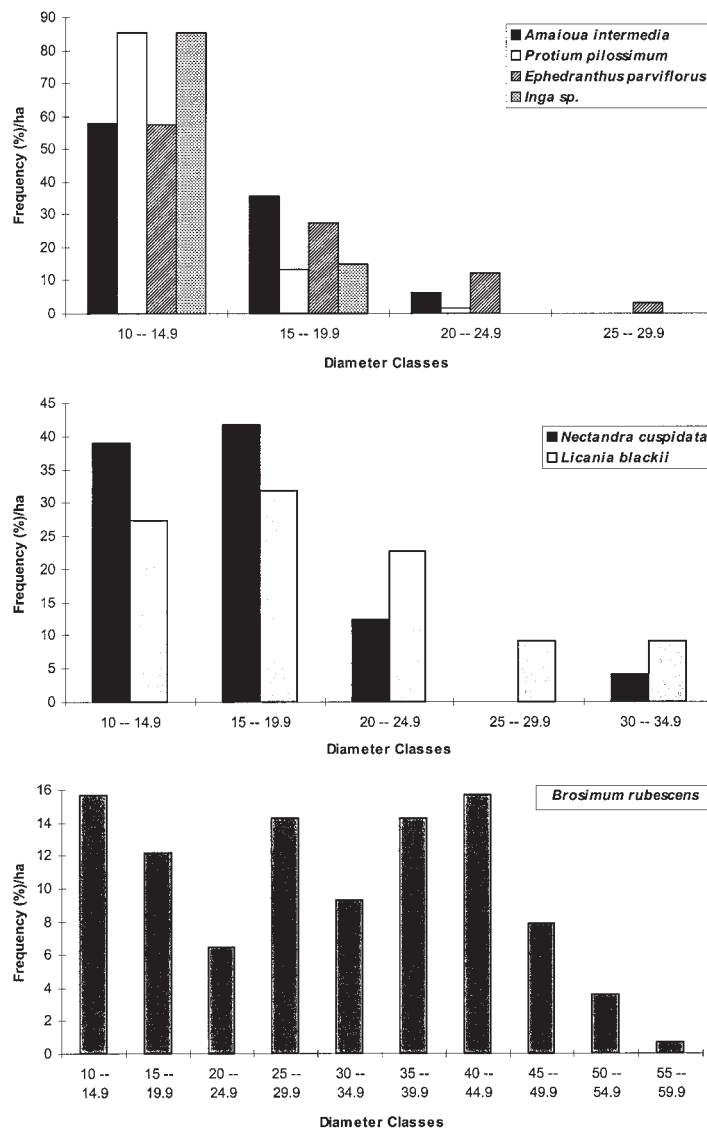 90
80
70
60
50
40
30
20
10
0
Frequency (%)/ha
Amaioua intermedia
Protium pilossimum
Ephedranthus parviflorus
Inga sp.
10 -- 14.9
15 -- 19.9
20 -- 24.9
25 -- 29.9
Diameter Classes
45
40
35
30
25
20
15
10
5
0
Frequency (%)/ha
Nectandra cuspidata
Licania blackii
10 -- 14.9
15 -- 19.9
20 -- 24.9
25 -- 29.9
30 -- 34.9
Diameter Classes
16
14
12
10
8
6
4
2
0
Frequency (%)/ha
Brosimum rubescens
10 -- 15 -- 20 -- 25 -- 30 -- 35 -- 40 -- 45 -- 50 -- 55 --
14.9 19.9 24.9 29.9 34.9 39.9 44.9 49.9 54.9 59.9
Diameter Classes